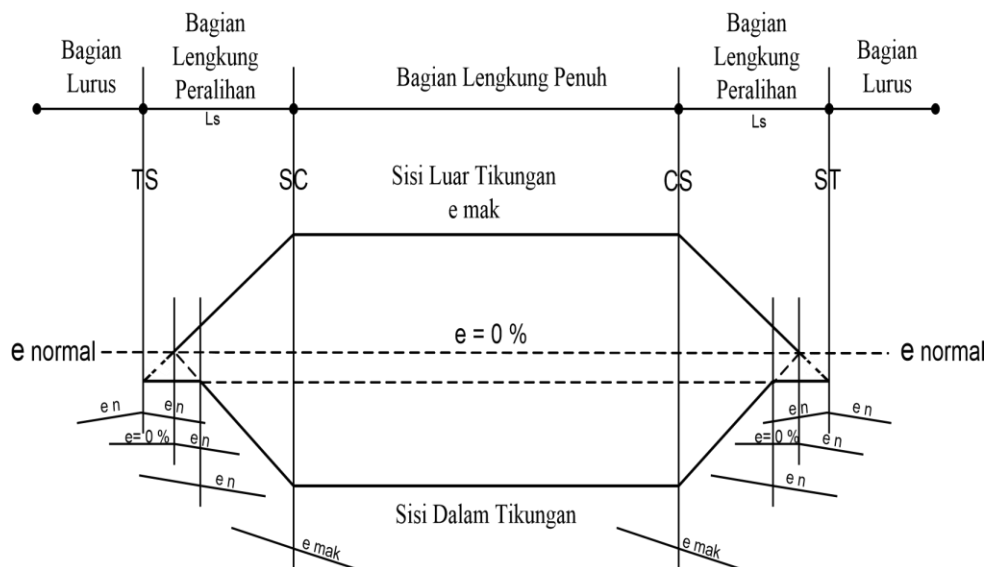 Bagian
Lurus
Bagian
Lengkung
Peralihan
Ls
Bagian Lengkung Penuh
Bagian
Lengkung
Peralihan
Ls
Bagian
Lurus
TS
SC
Sisi Luar Tikungan
e mak
CS
ST
e normal
e = 0 %
e normal
e n
e n
e n
e n
e= 0 %
e n
e= 0 %
e n
e n
e n
Sisi Dalam Tikungan
e mak
e mak